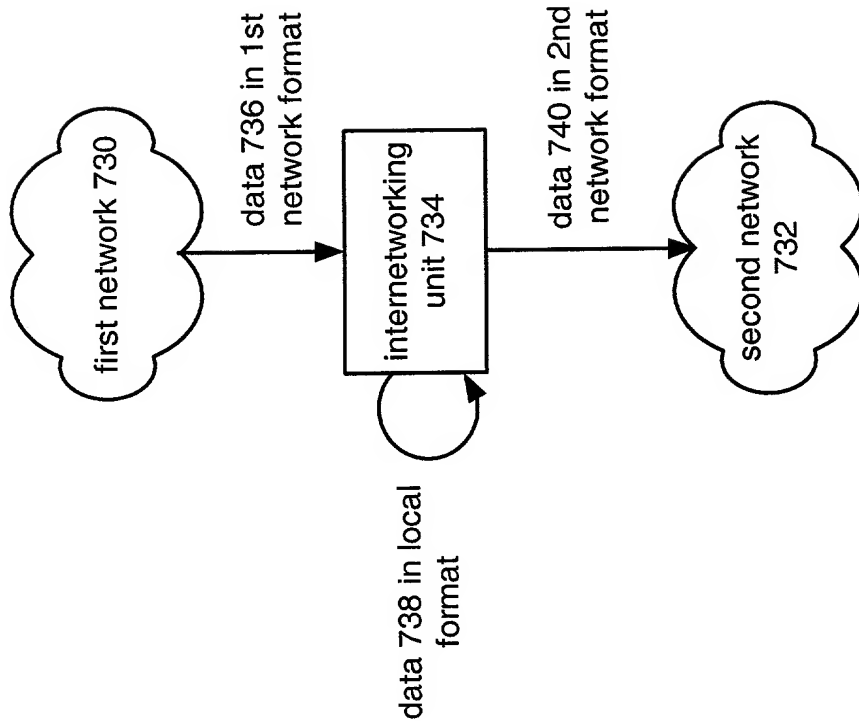 first network 730
data 736 in 1st
network format
internetworking
unit 734
data 738 in local
format
data 740 in 2nd
network format
second network
732